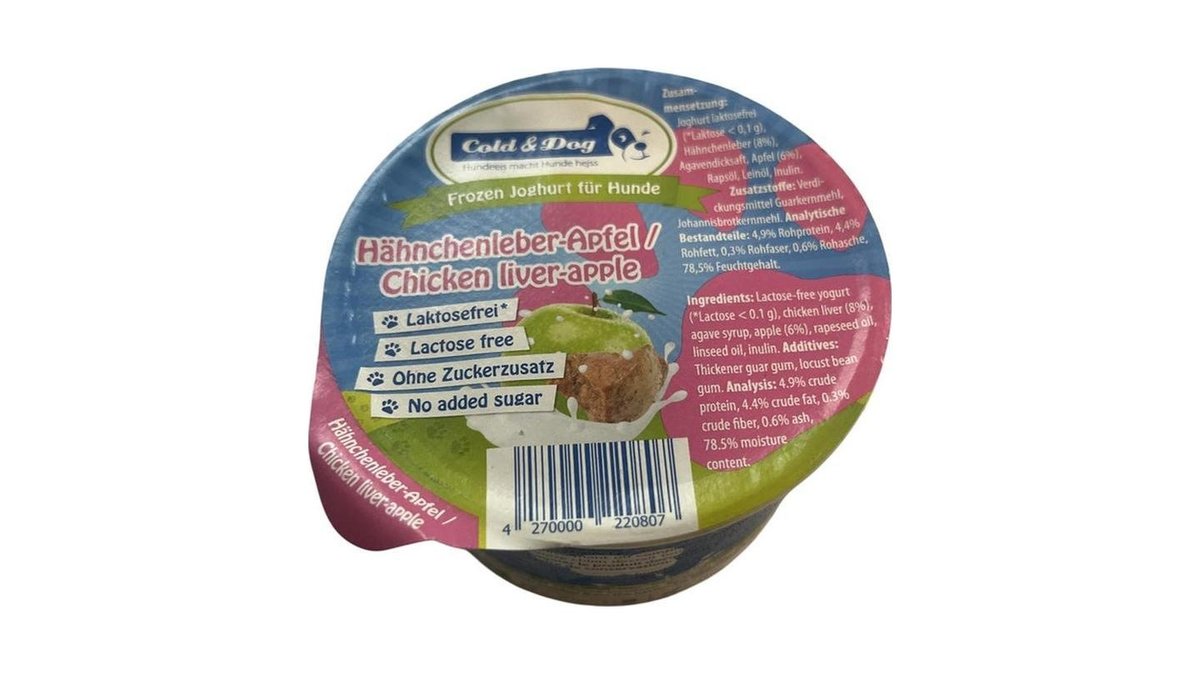 Cold & Dog
Hundeeis macht Hunde heiss
Frozen Joghurt für Hunde
Hähnchenleber-Apfel /
Chicken liver-apple
Laktosefrei*
Lactose free
Ohne Zuckerzusatz
No added sugar
Zusam-
mensetzung:
Joghurt laktosefrei
(*Laktose < 0,1 g),
Hähnchenleber (8%),
Agavendicksaft, Apfel (6%),
Rapsöl, Leinöl, Inulin.
Zusatzstoffe: Verdi-
ckungsmittel Guarkernmehl,
Johannisbrotkernmehl. Analytische
Bestandteile: 4,9% Rohprotein, 4,4%
Rohfett, 0,3% Rohfaser, 0,6% Rohasche,
78,5% Feuchtgehalt.
Ingredients: Lactose-free yogurt
(*Lactose < 0.1 g), chicken liver (8%),
agave syrup, apple (6%), rapeseed oil,
linseed oil, inulin. Additives:
Thickener guar gum, locust bean
gum. Analysis: 4.9% crude
protein, 4.4% crude fat, 0.3%
crude fiber, 0.6% ash,
78.5% moisture
content.
Hähnchenleber-Apfel /
Chicken liver-apple
4 270000 220807
le produit